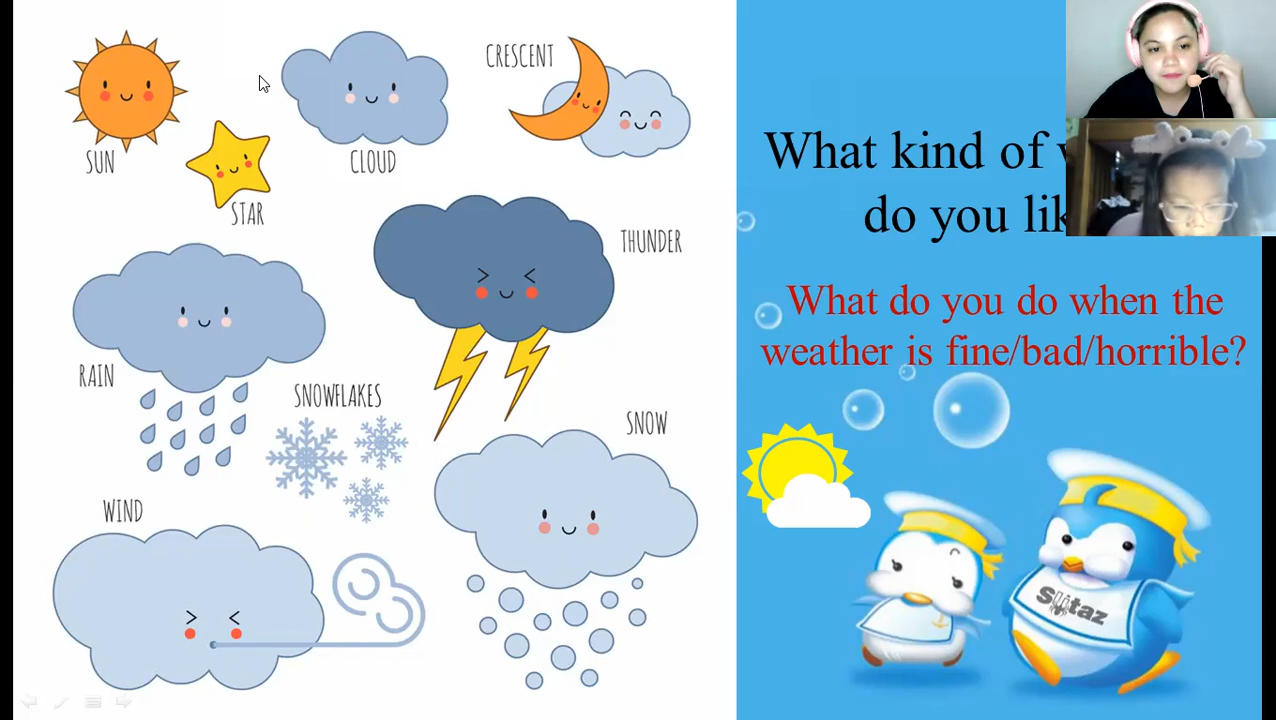 SUN
STAR
CLOUD
CRESCENT
THUNDER
RAIN
SNOWFLAKES
SNOW
WIND
What kind of
do you
What do you do when the
weather is fine/bad/horrible?
Sutaz